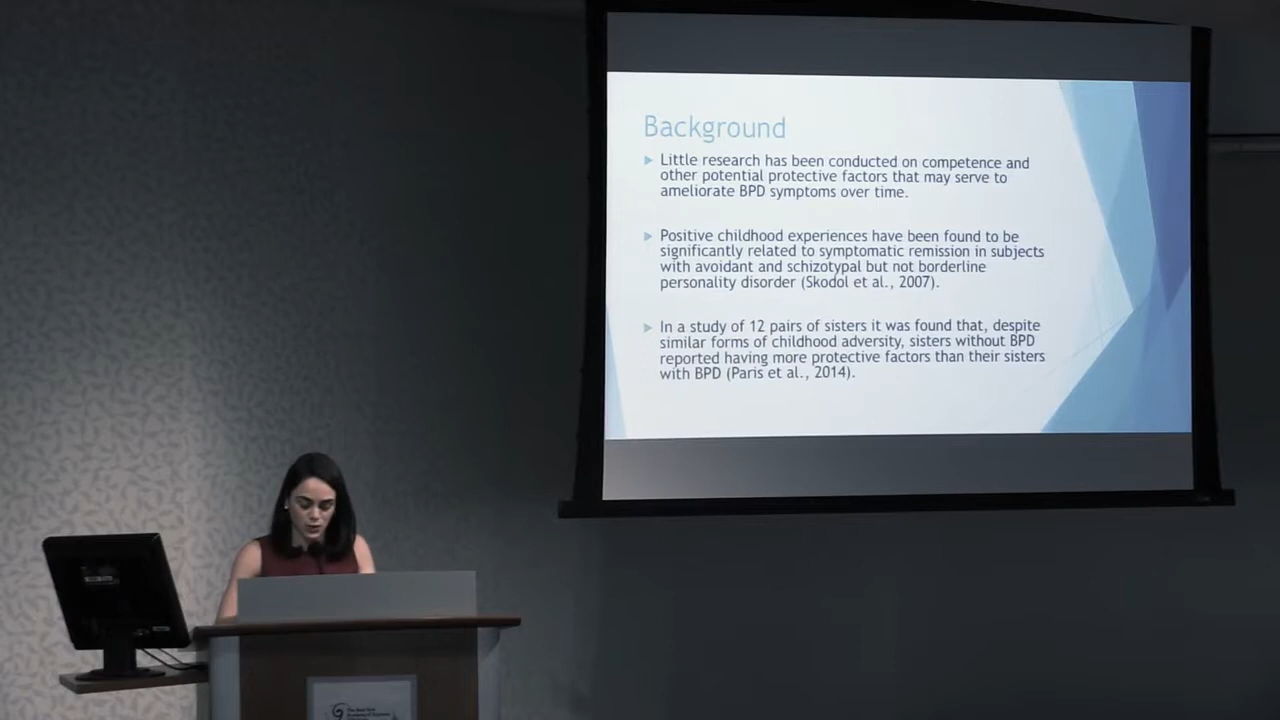 Background
Little research has been conducted on competence and
other potential protective factors that may serve to
ameliorate BPD symptoms over time.
Positive childhood experiences have been found to be
significantly related to symptomatic remission in subjects
with avoidant and schizotypal but not borderline
personality disorder (Skodol et al., 2007).
In a study of 12 pairs of sisters it was found that, despite
similar forms of childhood adversity, sisters without BPD
reported having more protective factors than their sisters
with BPD (Paris et al., 2014).